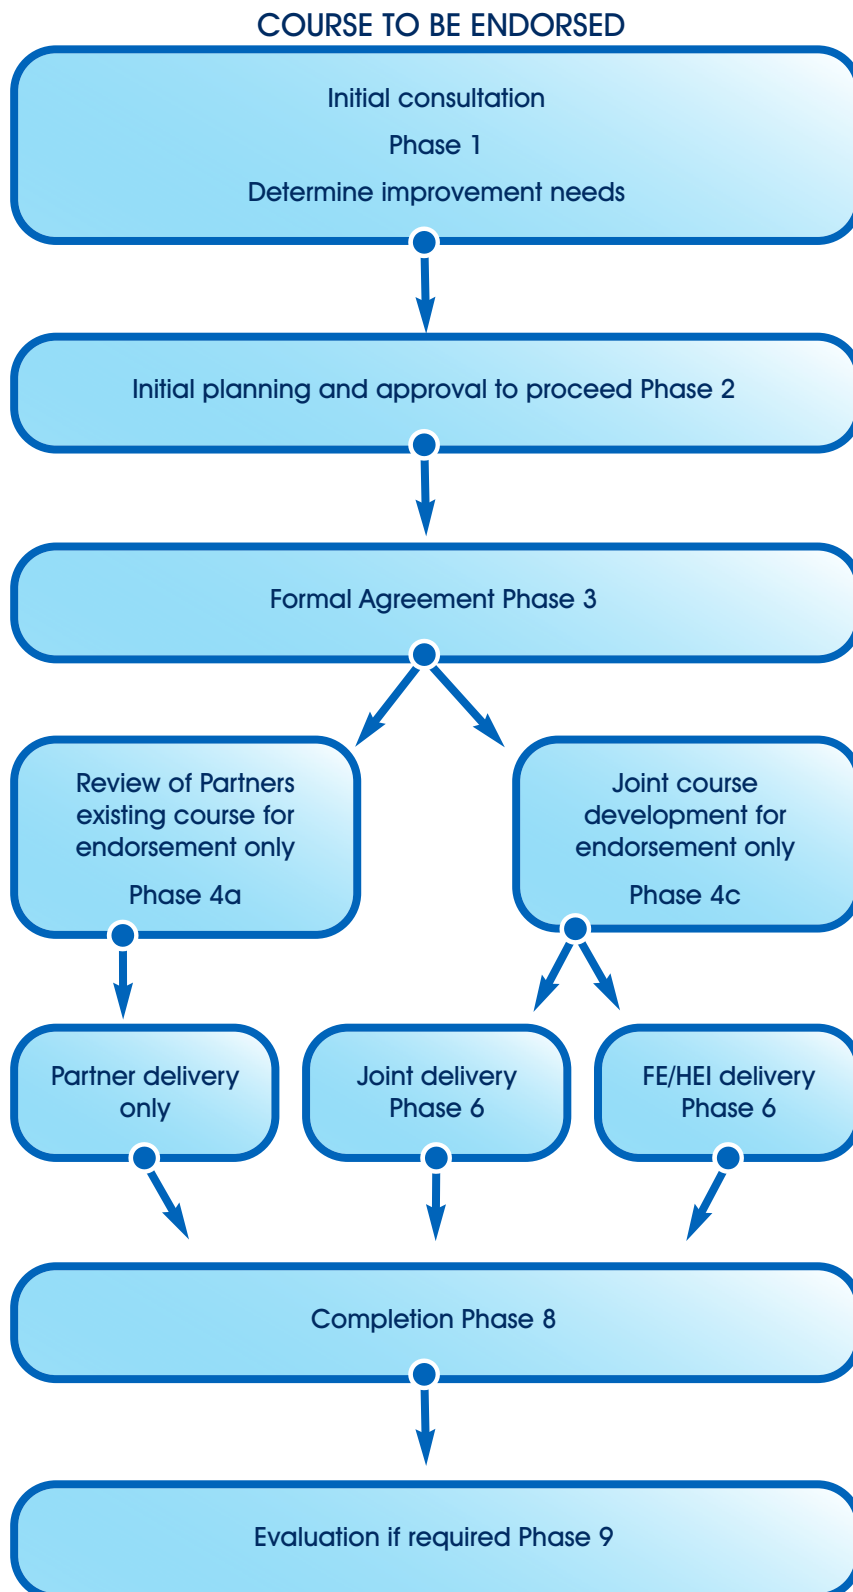 COURSE TO BE ENDORSED
Initial consultation
Phase 1
Determine improvement needs
Initial planning and approval to proceed Phase 2
Formal Agreement Phase 3
Review of Partners
existing course for
endorsement only
Phase 4a
Joint course
development for
endorsement only
Phase 4c
Partner delivery
only
Joint delivery
Phase 6
FE/HEI delivery
Phase 6
Completion Phase 8
Evaluation if required Phase 9